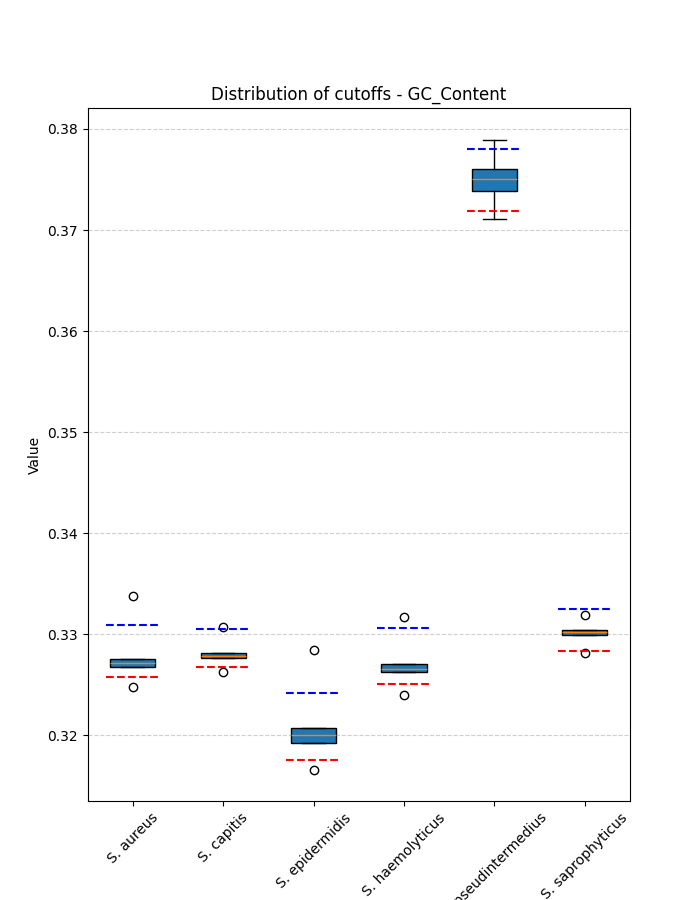 Distribution of cutoffs - GC_Content
Value
0.38
0.37
0.36
0.35
0.34
0.33
0.32
S. aureus
S. capitis
S. epidermidis
S. haemolyticus
pseudintermedius
S. saprophyticus